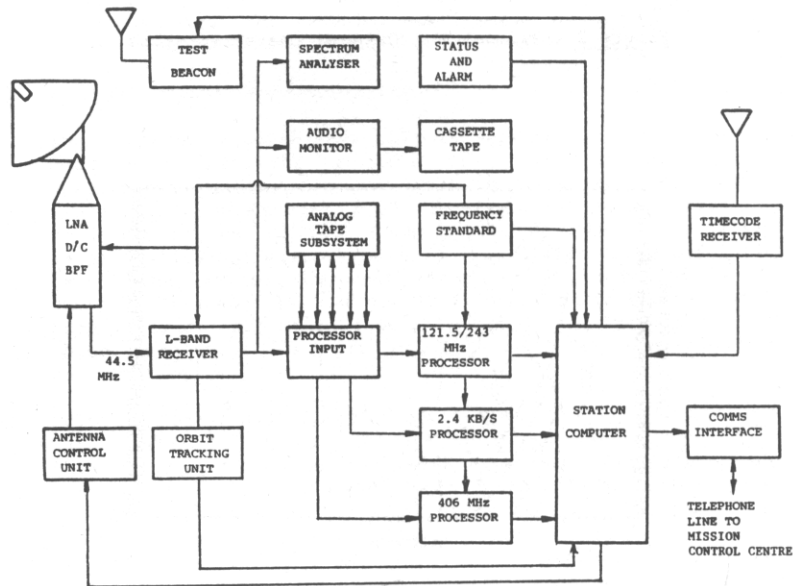 TEST
BEACON
SPECTRUM
ANALYSER
STATUS
AND
ALARM
AUDIO
MONITOR
CASSETTE
TAPE
LNA
D/C
BPF
ANALOG
TAPE
SUBSYSTEM
FREQUENCY
STANDARD
TIMECODE
RECEIVER
44.5
MHz
L-BAND
RECEIVER
PROCESSOR
INPUT
121.5/243
MHz
PROCESSOR
2.4 KB/S
PROCESSOR
406 MHz
PROCESSOR
STATION
COMPUTER
COMMS
INTERFACE
ANTENNA
CONTROL
UNIT
ORBIT
TRACKING
UNIT
TELEPHONE
LINE TO
MISSION
CONTROL CENTRE